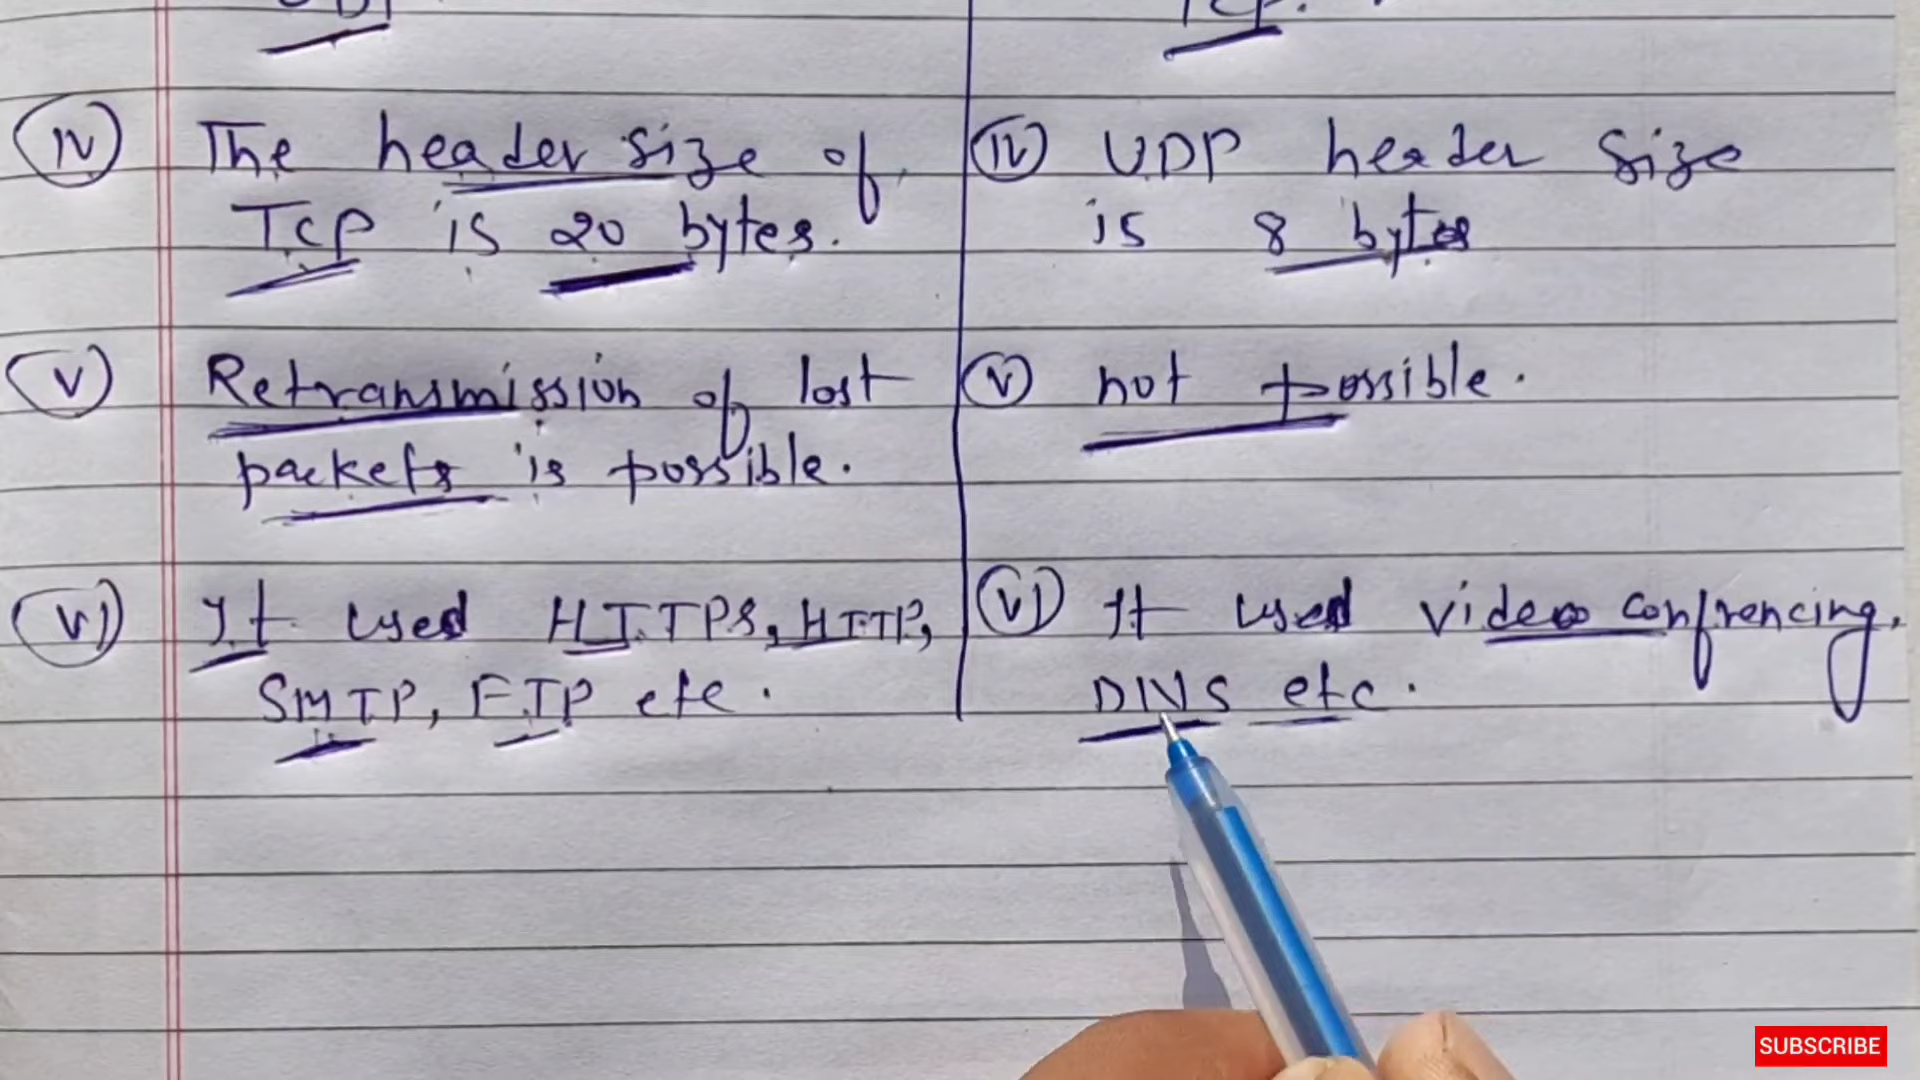 TCP.
(iv) The header size of
TCP is 20 bytes.
(v) Retransmission of lost
packets is possible.
(vi) It used HTTPS, HTTP,
SMTP, FTP etc.
(iv) UDP header size
is 8 bytes
(v) not possible.
(vi) It used video confrencing,
DNS etc.
SUBSCRIBE